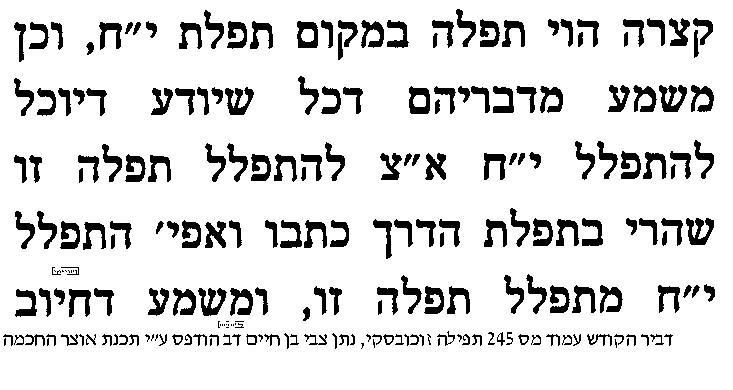 קצרה הוי תפלה במקום תפלת י״ח, וכן
משמע מדבריהם דכל שיודע דיוכל
להתפלל י״ח א״צ להתפלל תפלה זו
שהרי בתפלת הדרך כתבו ואפי׳ התפלל
י״ח מתפלל תפלה זו, ומשמע דחיוב
דביר הקודש עמוד מס 245 תפילה זוכובסקי, נתן צבי בן חיים דב הודפס ע״י תכנת אוצר החכמה